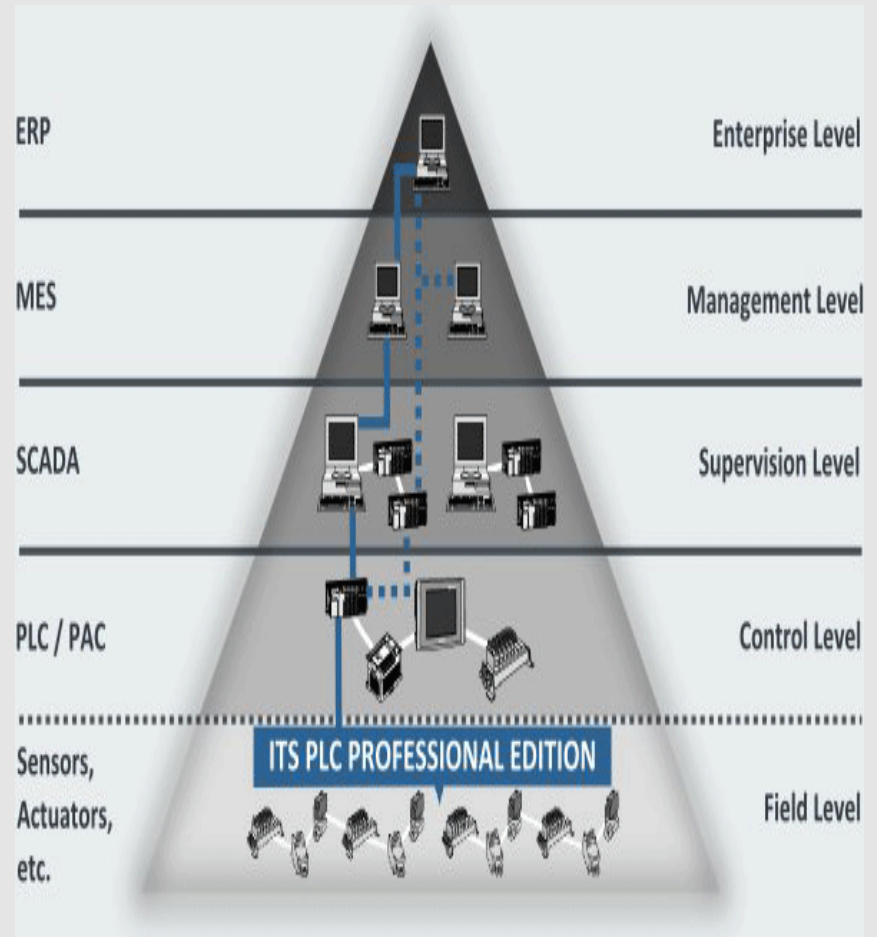 ERP
Enterprise Level
MES
Management Level
SCADA
Supervision Level
PLC / PAC
Control Level
ITS PLC PROFESSIONAL EDITION
Sensors,
Actuators,
etc.
Field Level